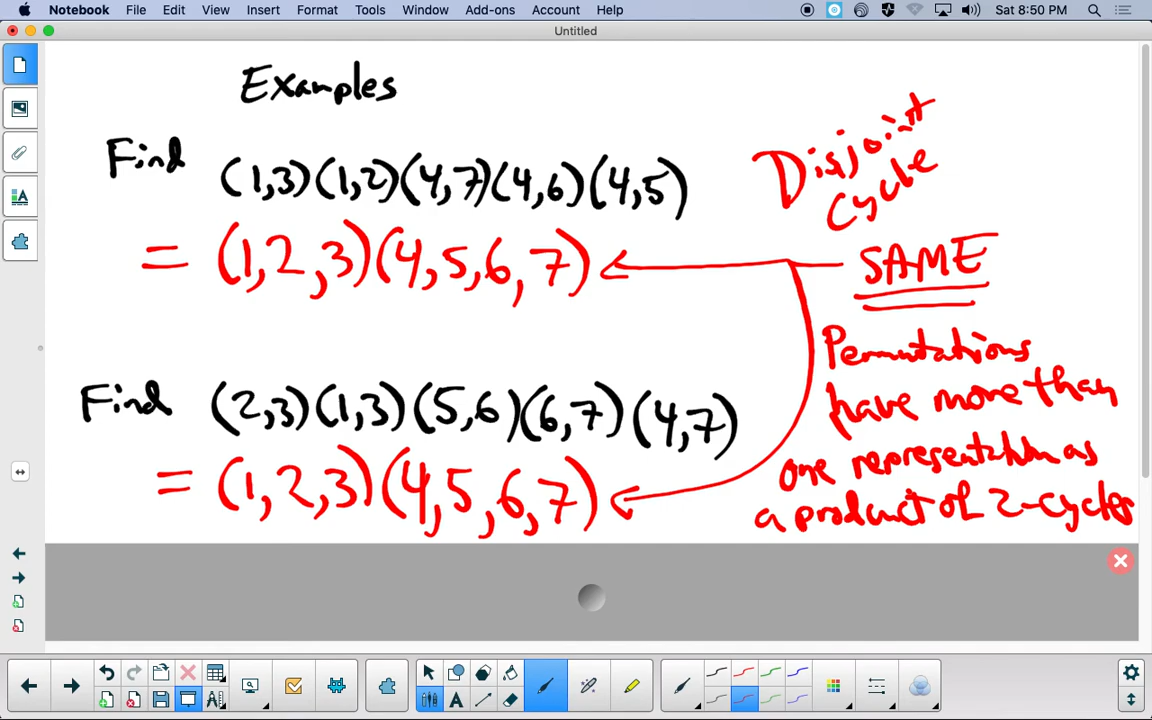 Notebook File Edit View Insert Format Tools Window Add-ons Account Help Sat 8:50 PM
Untitled
Examples
Find (1,3)(1,2)(4,7)(4,6)(4,5)
= (1,2,3)(4,5,6,7)
Disjoint
Cycle
SAME
Permutations
have more than
one representation as
a product of 2-cycles
Find (2,3)(1,3)(5,6)(6,7)(4,7)
= (1,2,3)(4,5,6,7)